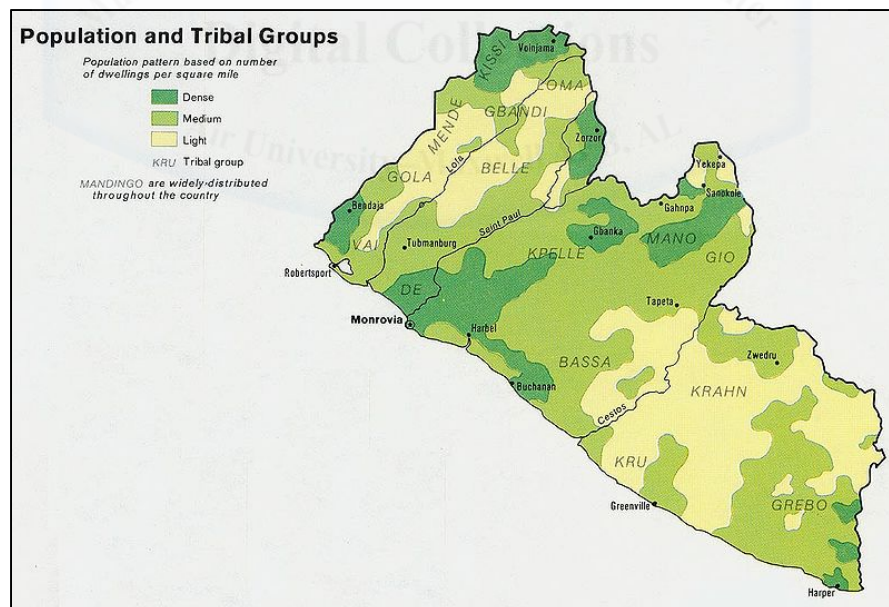 Population and Tribal Groups
Population pattern based on number
of dwellings per square mile
Dense
Medium
Light
KRU Tribal group
MANDINGO are widely-distributed
throughout the country
Voinjama
KISSI
LOMA
GBANDI
MENDE
Zorzor
Lofa
BELLE
GOLA
Yekepa
Sanokole
Bendaja
Gahnpa
Saint Paul
Gbanka
MANO
VAI
Tubmanburg
KPELLE
GIO
Robertsport
DE
Tapeta
Monrovia
Harbel
Zwedru
BASSA
Buchanan
KRAHN
Cestos
KRU
Greenville
GREBO
Harper